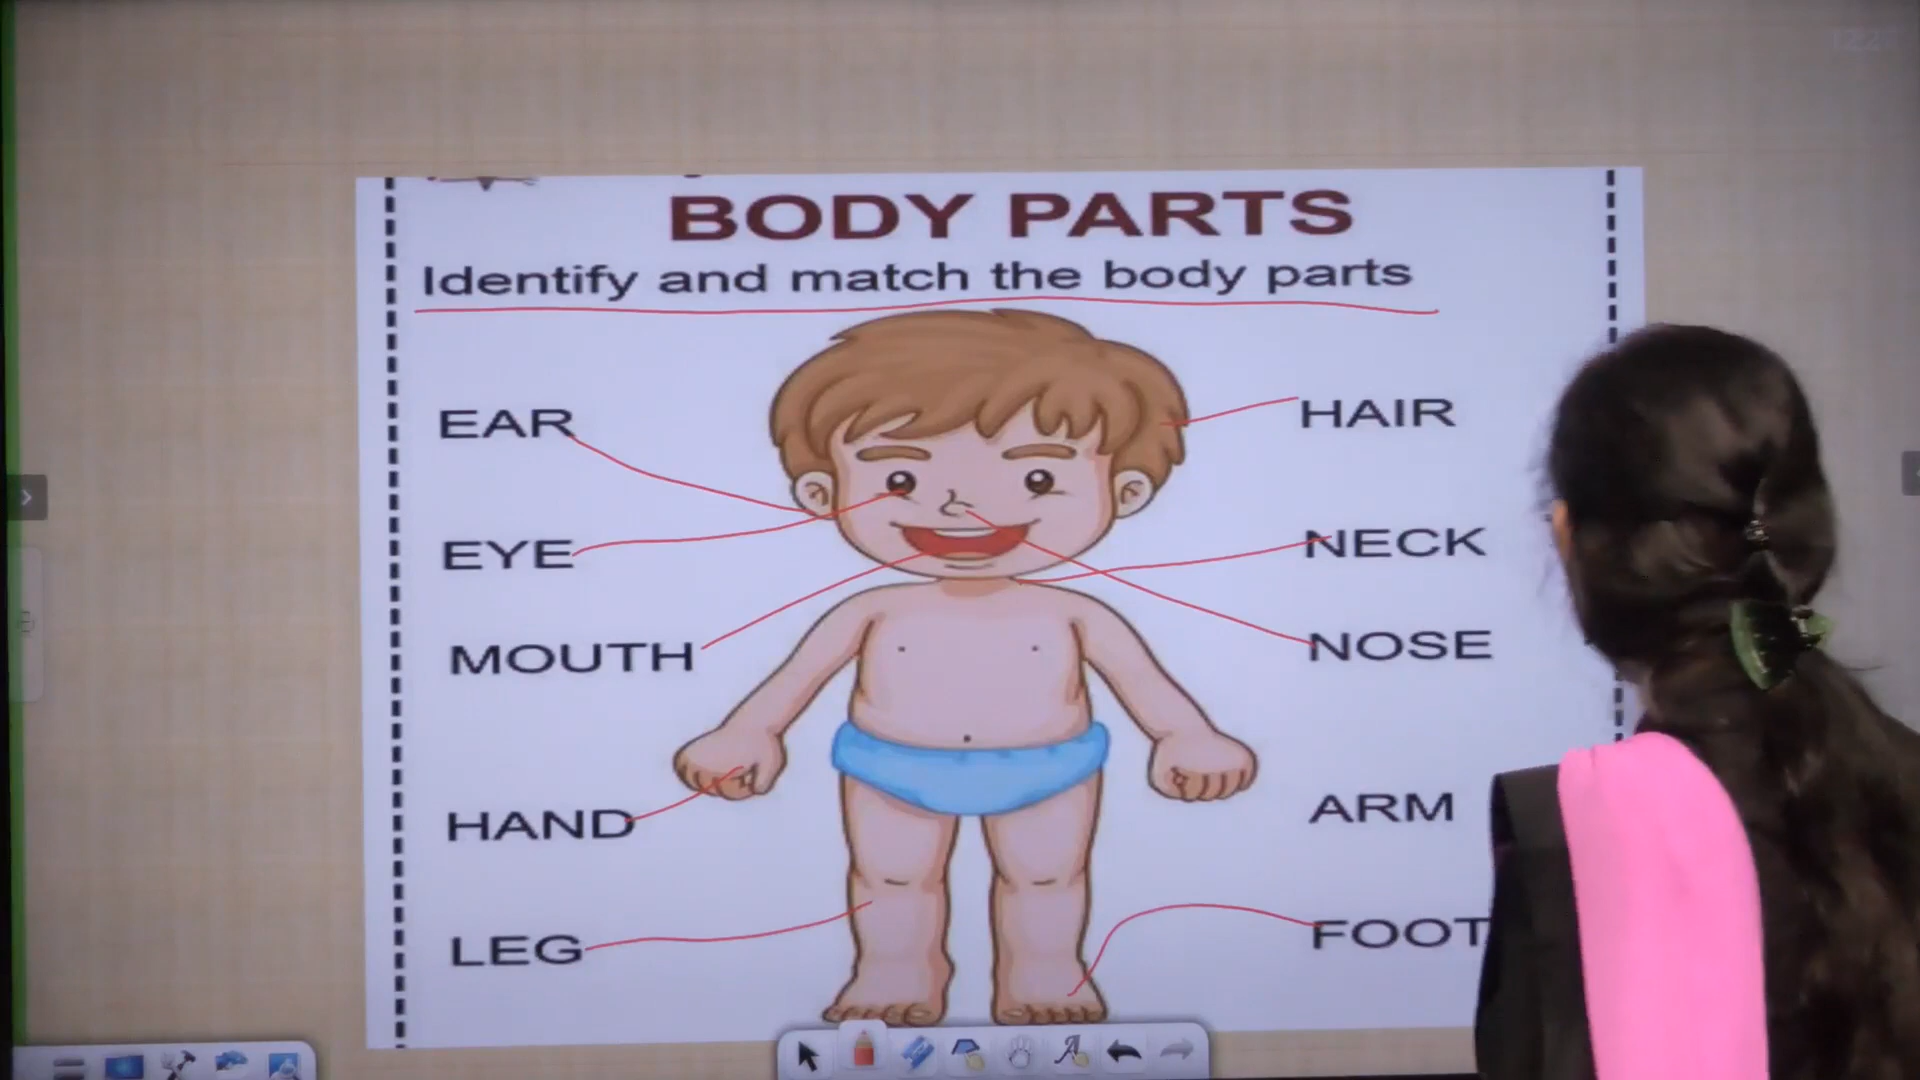 BODY PARTS
Identify and match the body parts
EAR
HAIR
EYE
NECK
MOUTH
NOSE
HAND
ARM
LEG
FOOT